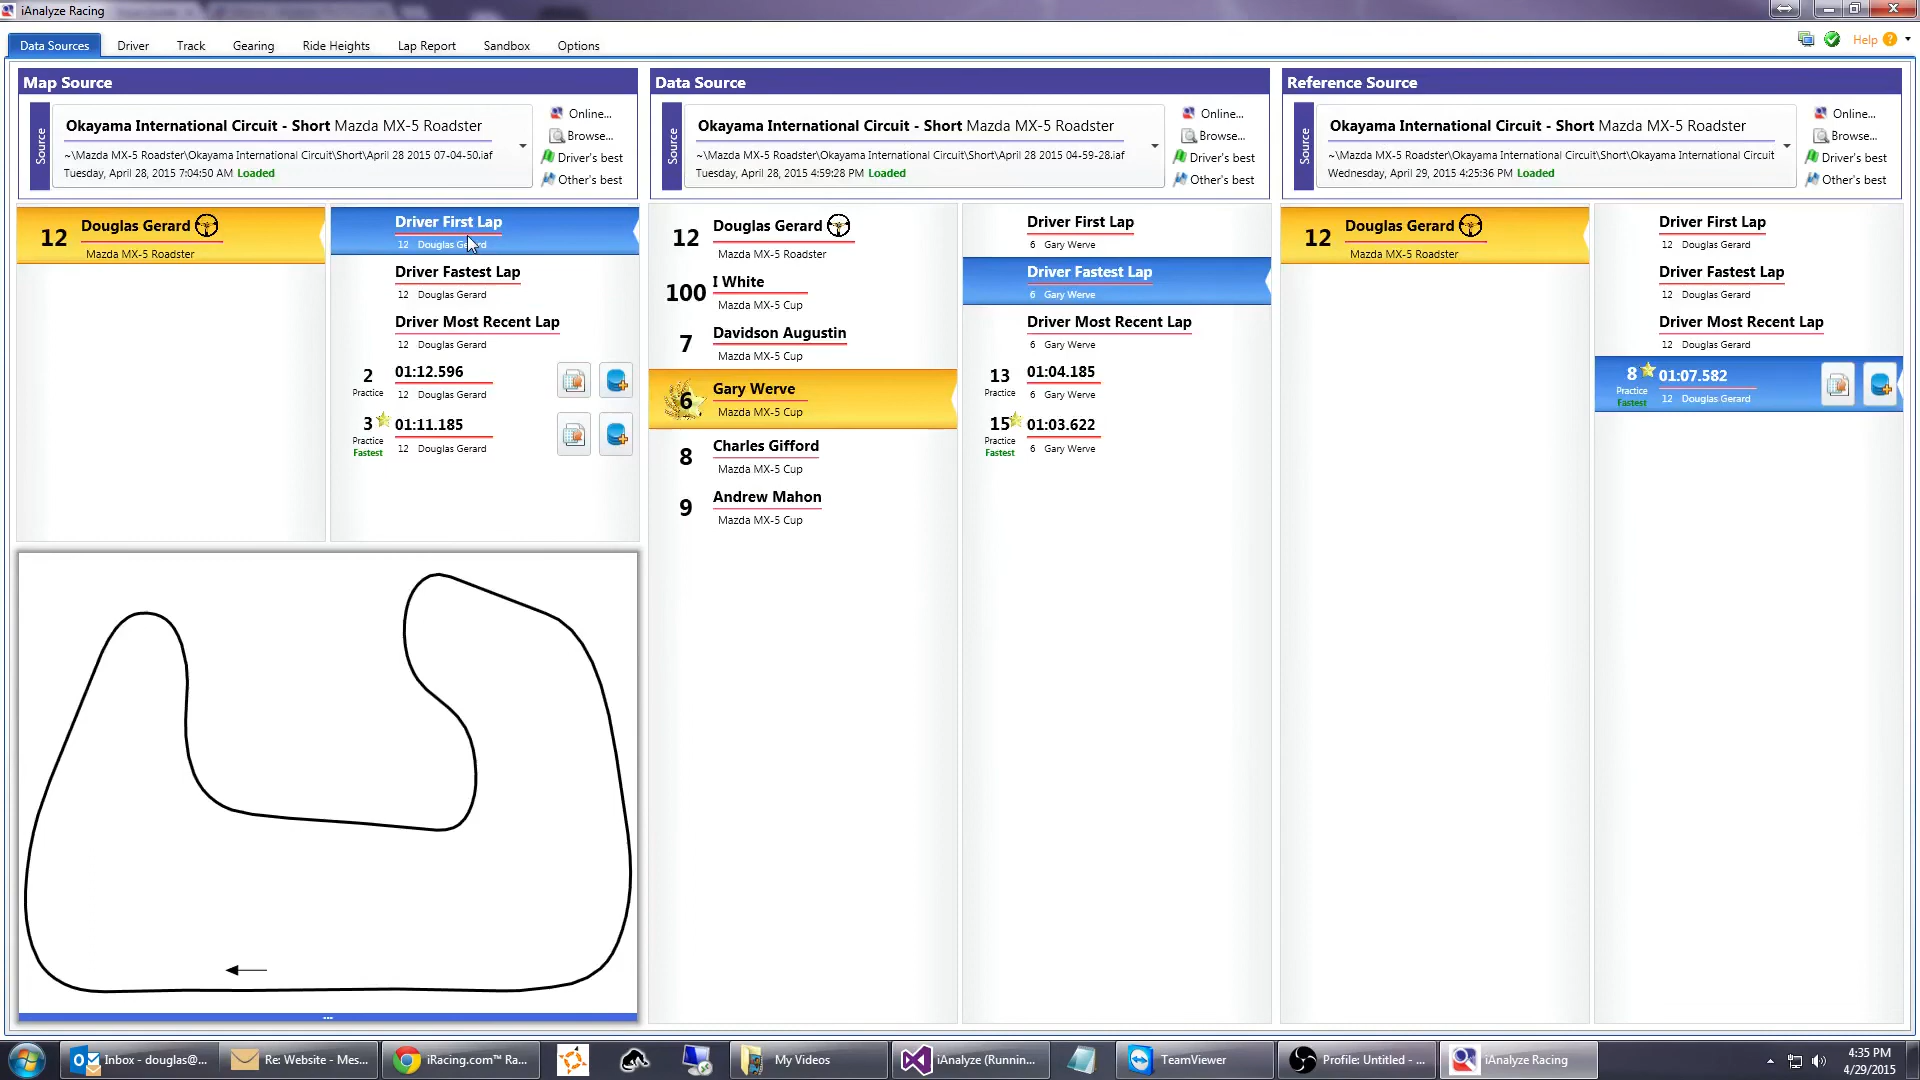 iAnalyze Racing
Data Sources
Driver
Track
Gearing
Ride Heights
Lap Report
Sandbox
Options
Help
Map Source
Source
Okayama International Circuit - Short Mazda MX-5 Roadster
~\Mazda MX-5 Roadster\Okayama International Circuit\Short\April 28 2015 07-04-50.iaf
Tuesday, April 28, 2015 7:04:50 AM Loaded
Online...
Browse...
Driver's best
Other's best
12
Douglas Gerard
Mazda MX-5 Roadster
Driver First Lap
12 Douglas Gerard
Driver Fastest Lap
12 Douglas Gerard
Driver Most Recent Lap
12 Douglas Gerard
2 01:12.596
Practice 12 Douglas Gerard
3 01:11.185
Practice 12 Douglas Gerard
Fastest
Data Source
Source
Okayama International Circuit - Short Mazda MX-5 Roadster
~\Mazda MX-5 Roadster\Okayama International Circuit\Short\April 28 2015 04-59-28.iaf
Tuesday, April 28, 2015 4:59:28 PM Loaded
Online...
Browse...
Driver's best
Other's best
12 Douglas Gerard
Mazda MX-5 Roadster
100 I White
Mazda MX-5 Cup
7 Davidson Augustin
Mazda MX-5 Cup
6 Gary Werve
Mazda MX-5 Cup
8 Charles Gifford
Mazda MX-5 Cup
9 Andrew Mahon
Mazda MX-5 Cup
Driver First Lap
6 Gary Werve
Driver Fastest Lap
6 Gary Werve
Driver Most Recent Lap
6 Gary Werve
13 01:04.185
Practice 6 Gary Werve
15 01:03.622
Practice 6 Gary Werve
Fastest
Reference Source
Source
Okayama International Circuit - Short Mazda MX-5 Roadster
~\Mazda MX-5 Roadster\Okayama International Circuit\Short\Okayama International Circuit
Wednesday, April 29, 2015 4:25:36 PM Loaded
Online...
Browse...
Driver's best
Other's best
12 Douglas Gerard
Mazda MX-5 Roadster
Driver First Lap
12 Douglas Gerard
Driver Fastest Lap
12 Douglas Gerard
Driver Most Recent Lap
12 Douglas Gerard
8 01:07.582
Practice 12 Douglas Gerard
Fastest
Inbox - douglas@...
Re: Website - Mes...
iRacing.com™ Ra...
My Videos
iAnalyze (Runnin...
TeamViewer
Profile: Untitled - ...
iAnalyze Racing
4:35 PM
4/29/2015